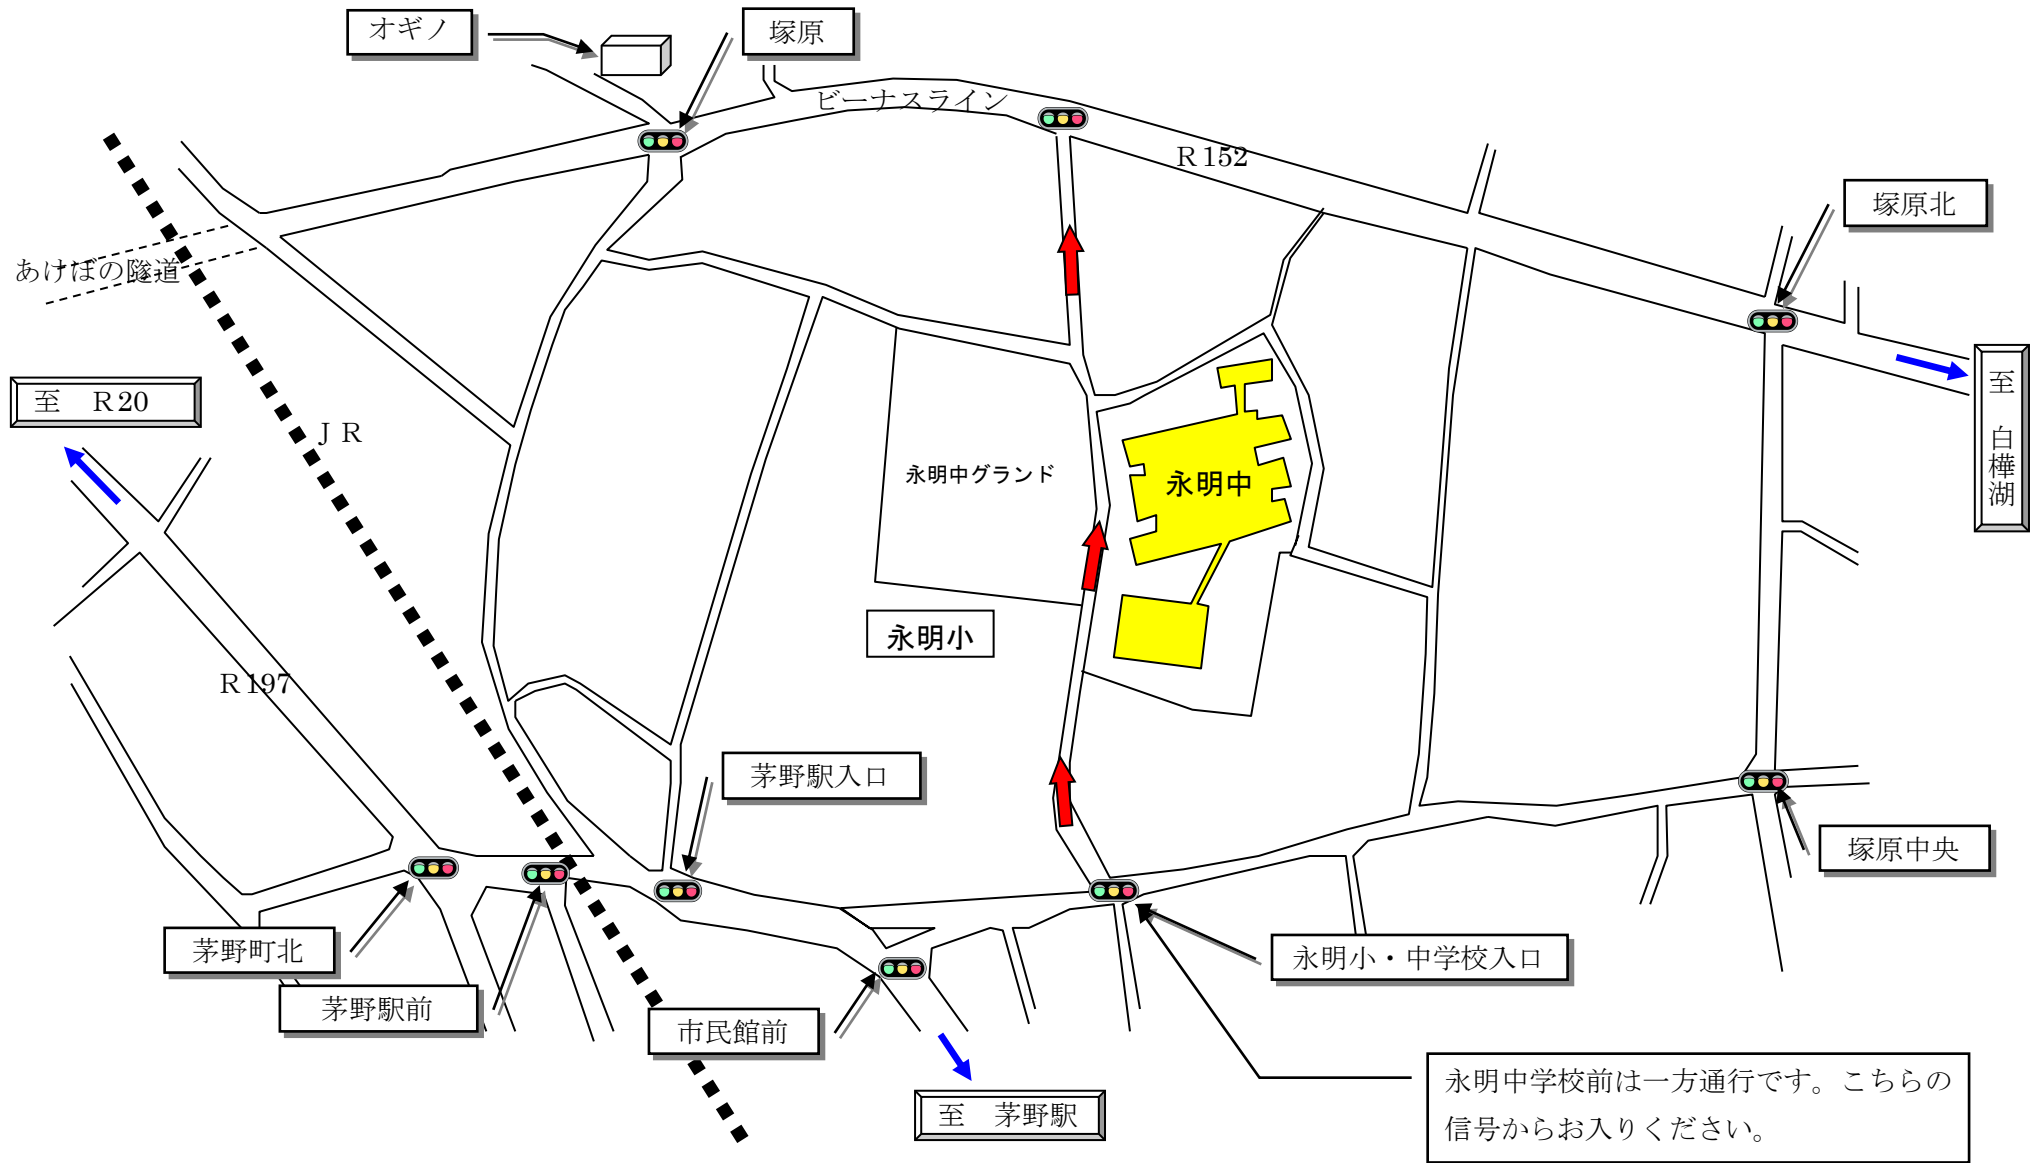 オギノ
塚原
ビーナスライン
R152
塚原北
あけぼの隧道
至　R20
JR
至　白樺湖
永明中グランド
永明中
永明小
R197
茅野駅入口
塚原中央
茅野町北
永明小・中学校入口
茅野駅前
市民館前
至　茅野駅
永明中学校前は一方通行です。こちらの
信号からお入りください。